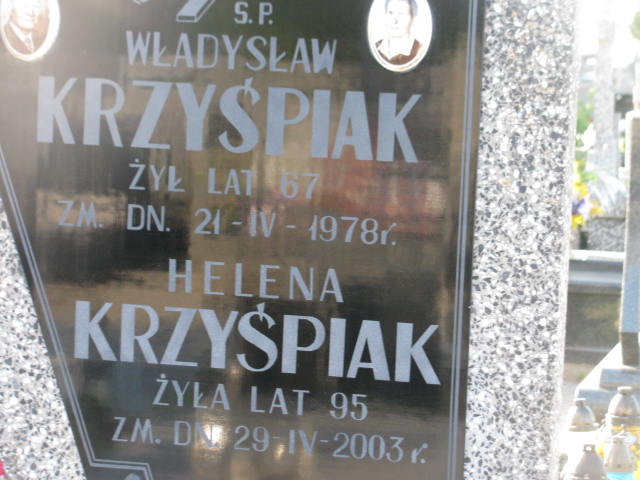 Ś.P.
WŁADYSŁAW
KRZYŚPIAK
ŻYŁ LAT 67
ZM. DN. 21-IV-1978r.
HELENA
KRZYŚPIAK
ŻYŁA LAT 95
ZM. DN. 29-IV-2003r.